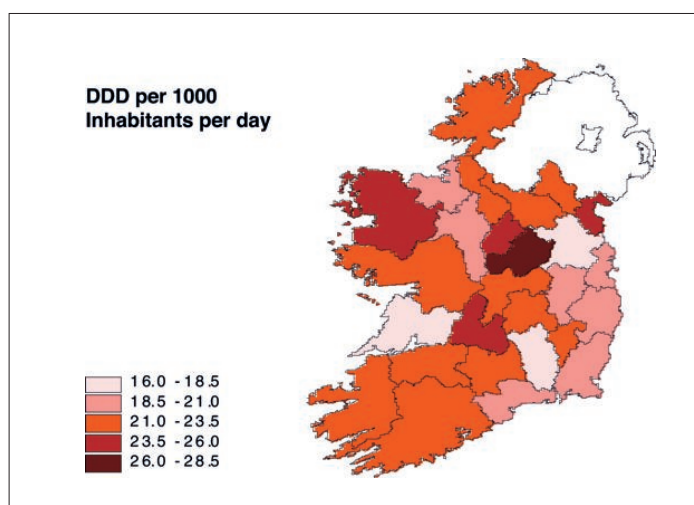 DDD per 1000
Inhabitants per day
16.0 - 18.5
18.5 - 21.0
21.0 - 23.5
23.5 - 26.0
26.0 - 28.5